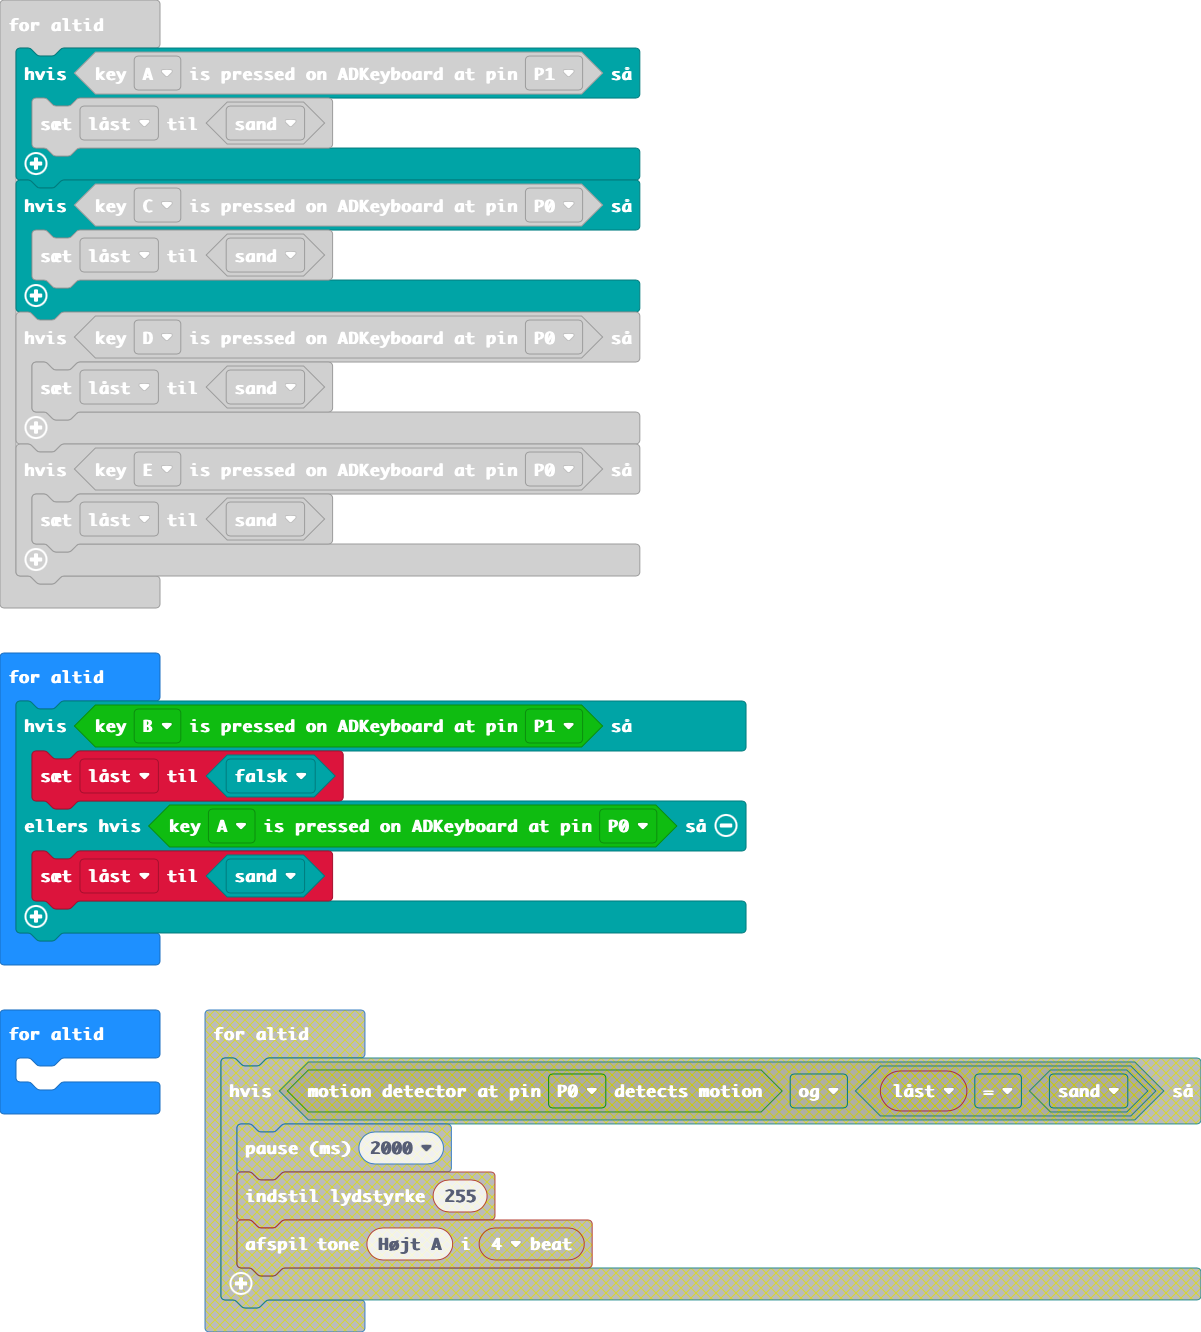 for altid
hvis key A is pressed on ADKeyboard at pin P1 så
sæt låst til sand
hvis key C is pressed on ADKeyboard at pin P0 så
sæt låst til sand
hvis key D is pressed on ADKeyboard at pin P0 så
sæt låst til sand
hvis key E is pressed on ADKeyboard at pin P0 så
sæt låst til sand
for altid
hvis key B is pressed on ADKeyboard at pin P1 så
sæt låst til falsk
ellers hvis key A is pressed on ADKeyboard at pin P0 så
sæt låst til sand
for altid
for altid
hvis motion detector at pin P0 detects motion og låst = sand så
pause (ms) 2000
indstil lydstyrke 255
afspil tone Højt A i 4 beat